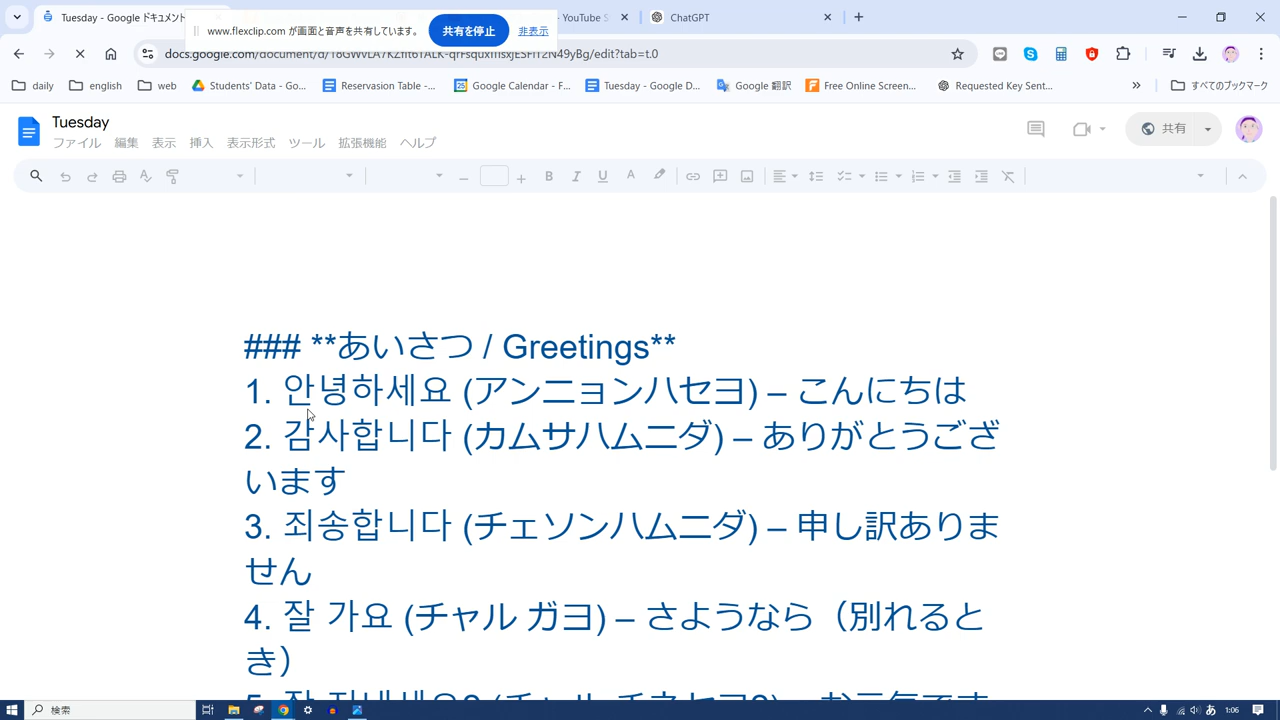 Tuesday - Google ドキュメント
- YouTube S
ChatGPT
www.flexclip.com が画面と音声を共有しています。
共有を停止
非表示
daily
english
web
Students' Data - Go...
Reservation Table -...
Google Calendar - F...
Tuesday - Google D...
Google 翻訳
Free Online Screen...
Requested Key Sent...
すべてのブックマーク
Tuesday
ファイル 編集 表示 挿入 表示形式 ツール 拡張機能 ヘルプ
共有
### **あいさつ / Greetings**
1. 안녕하세요 (アンニョンハセヨ) – こんにちは
2. 감사합니다 (カムサハムニダ) – ありがとうござ
います
3. 죄송합니다 (チェソンハムニダ) – 申し訳ありま
せん
4. 잘 가요 (チャル ガヨ) – さようなら（別れると
き）
検索
あ
1:06